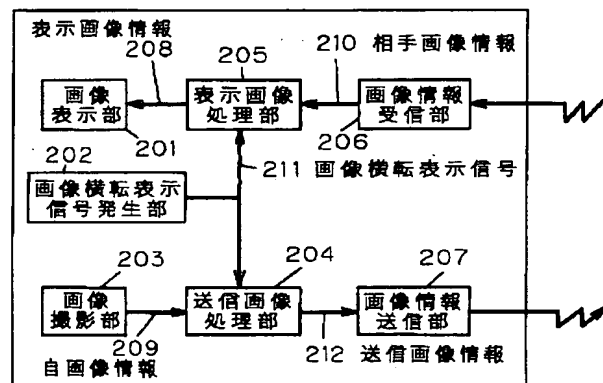 表示画像情報
208
205
210 相手画像情報
画像
表示部
表示画像
処理部
画像情報
受信部
201
206
202
211 画像横転表示信号
画像横転表示
信号発生部
203
204
207
画像
撮影部
送信画像
処理部
画像情報
送信部
209
212 送信画像情報
自画像情報